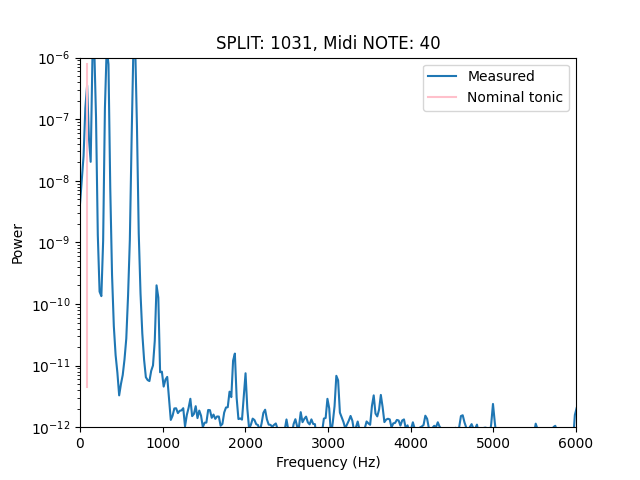 SPLIT: 1031, Midi NOTE: 40
10⁻⁶
10⁻⁷
10⁻⁸
10⁻⁹
10⁻¹⁰
10⁻¹¹
10⁻¹²
Power
Measured
Nominal tonic
0 1000 2000 3000 4000 5000 6000
Frequency (Hz)